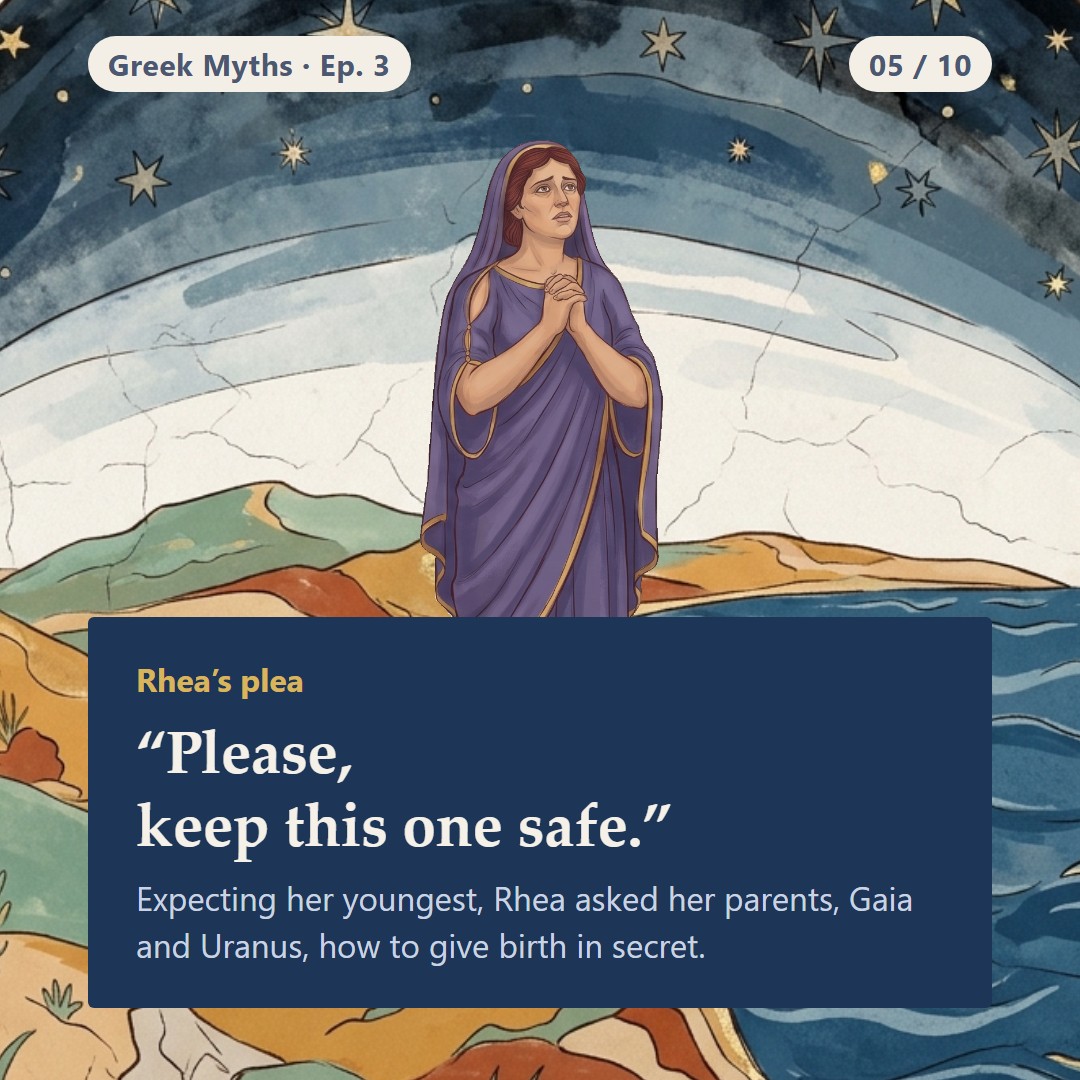 Greek Myths · Ep. 3
05 / 10
Rhea’s plea
“Please,
keep this one safe.”
Expecting her youngest, Rhea asked her parents, Gaia
and Uranus, how to give birth in secret.